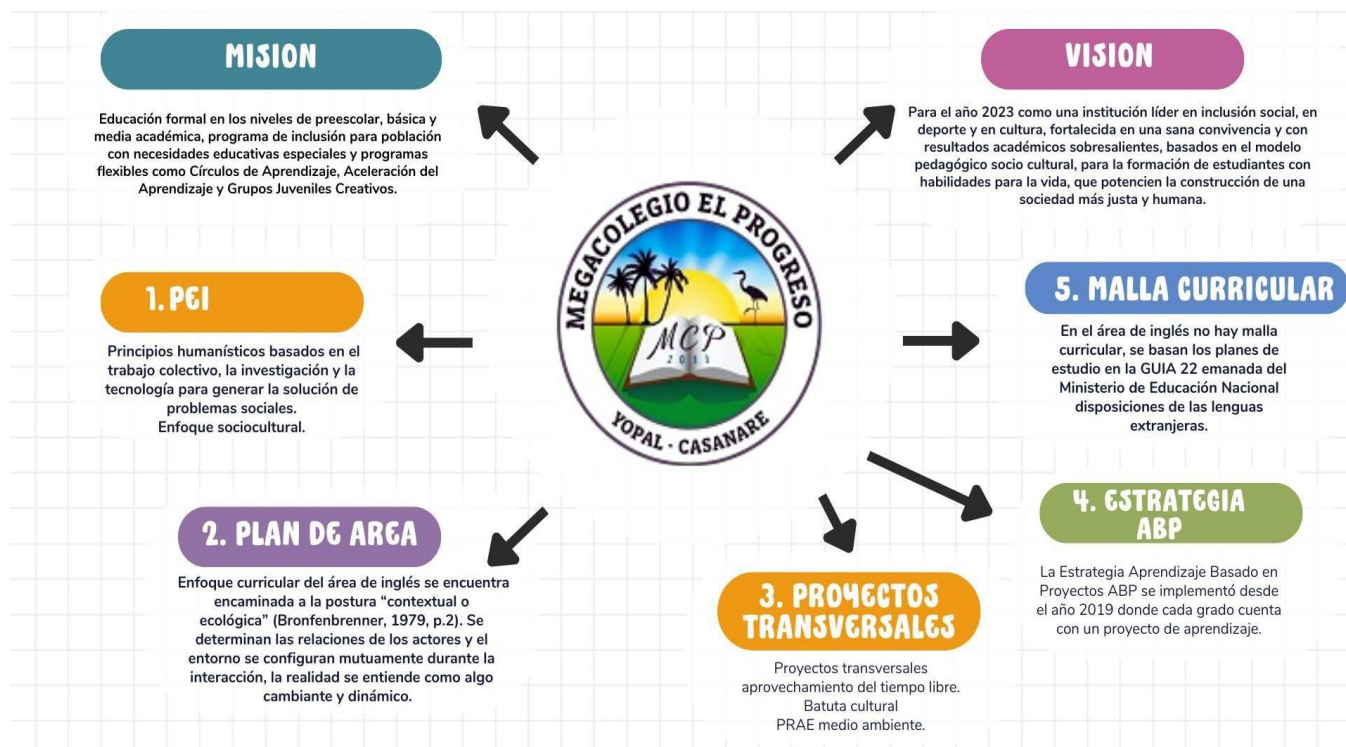 MISION
Educación formal en los niveles de preescolar, básica y
media académica, programa de inclusión para población
con necesidades educativas especiales y programas
flexibles como Círculos de Aprendizaje, Aceleración del
Aprendizaje y Grupos Juveniles Creativos.
VISION
Para el año 2023 como una institución líder en inclusión social, en
deporte y en cultura, fortalecida en una sana convivencia y con
resultados académicos sobresalientes, basados en el modelo
pedagógico socio cultural, para la formación de estudiantes con
habilidades para la vida, que potencien la construcción de una
sociedad más justa y humana.
MEGACOLEGIO EL PROGRESO
MCP
2011
YOPAL - CASANARE
1. PEI
Principios humanísticos basados en el
trabajo colectivo, la investigación y la
tecnología para generar la solución de
problemas sociales.
Enfoque sociocultural.
2. PLAN DE AREA
Enfoque curricular del área de inglés se encuentra
encaminada a la postura “contextual o
ecológica” (Bronfenbrenner, 1979, p.2). Se
determinan las relaciones de los actores y el
entorno se configuran mutuamente durante la
interacción, la realidad se entiende como algo
cambiante y dinámico.
3. PROYECTOS
TRANSVERSALES
Proyectos transversales
aprovechamiento del tiempo libre.
Batuta cultural
PRAE medio ambiente.
4. ESTRATEGIA
ABP
La Estrategia Aprendizaje Basado en
Proyectos ABP se implementó desde
el año 2019 donde cada grado cuenta
con un proyecto de aprendizaje.
5. MALLA CURRICULAR
En el área de inglés no hay malla
curricular, se basan los planes de
estudio en la GUIA 22 emanada del
Ministerio de Educación Nacional
disposiciones de las lenguas
extranjeras.